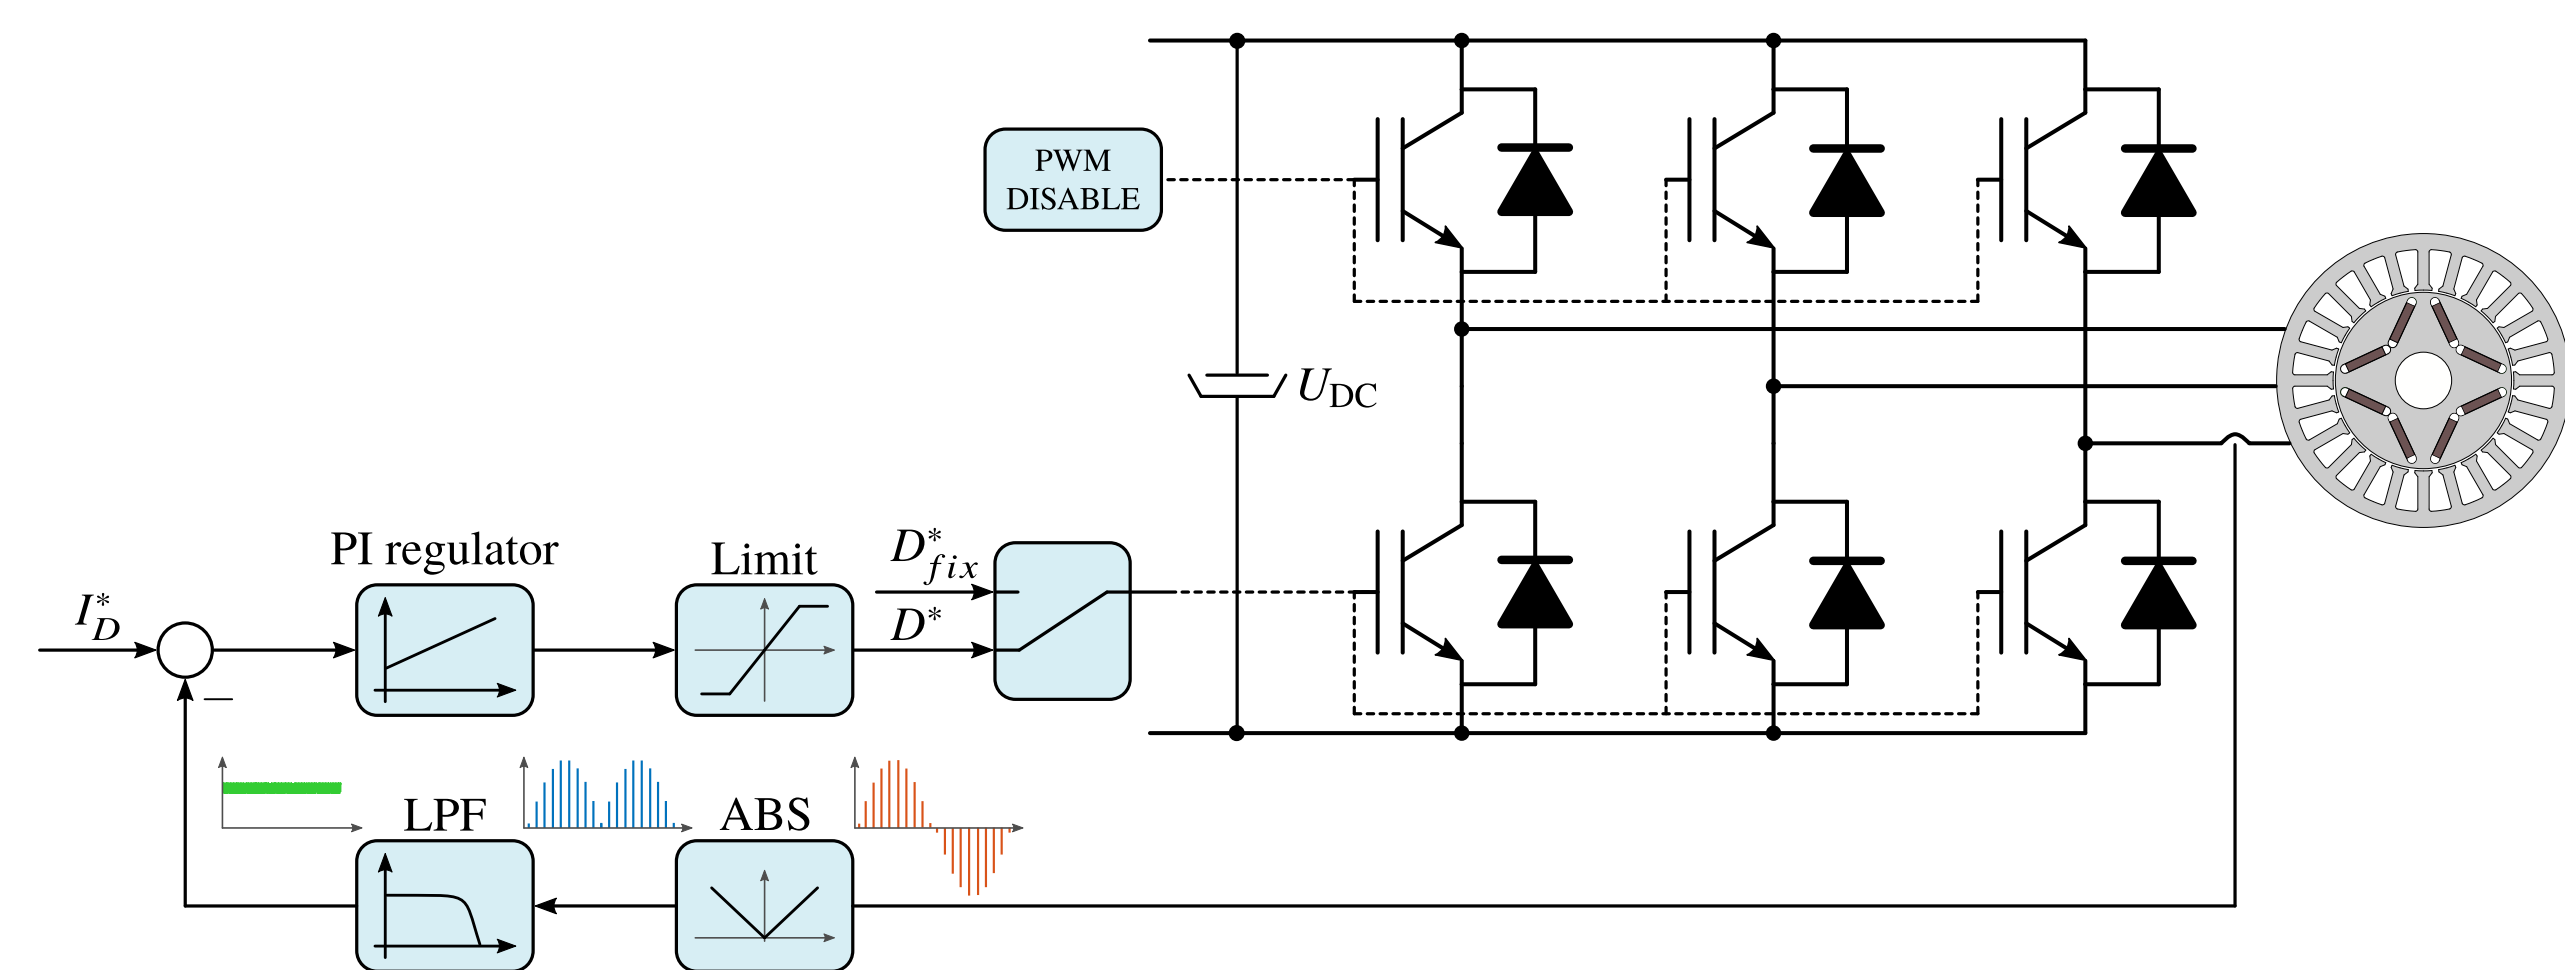 PWM
DISABLE
U_DC
PI regulator
Limit
D*_fix
I*_D
D*
LPF
ABS